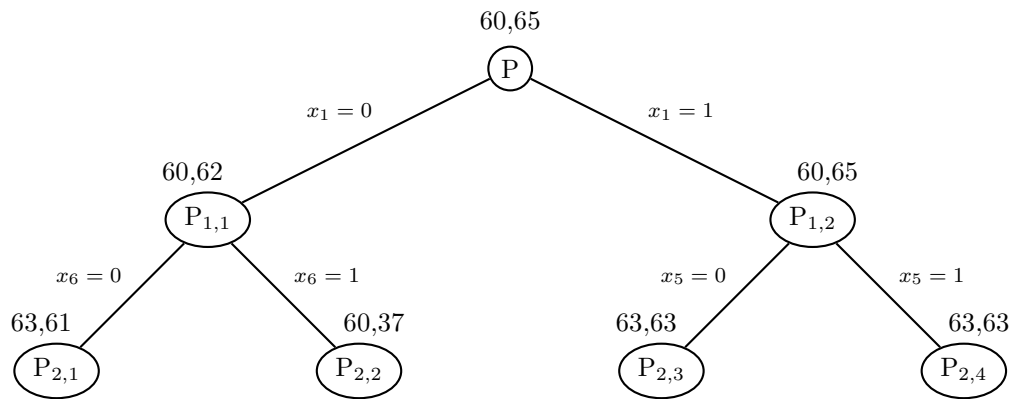 60,65
P
x₁ = 0
x₁ = 1
60,62
60,65
P₁,₁
P₁,₂
x₆ = 0
x₆ = 1
x₅ = 0
x₅ = 1
63,61
60,37
63,63
63,63
P₂,₁
P₂,₂
P₂,₃
P₂,₄